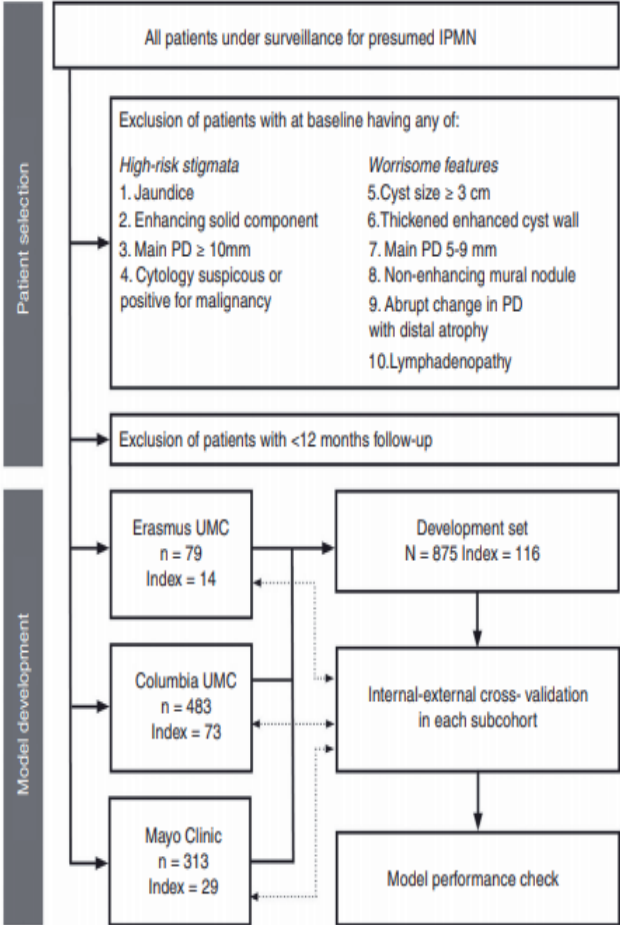 Patient selection
All patients under surveillance for presumed IPMN
Exclusion of patients with at baseline having any of:
High-risk stigmata
1. Jaundice
2. Enhancing solid component
3. Main PD ≥ 10mm
4. Cytology suspicous or
positive for malignancy
Worrisome features
5.Cyst size ≥ 3 cm
6.Thickened enhanced cyst wall
7. Main PD 5-9 mm
8. Non-enhancing mural nodule
9. Abrupt change in PD
with distal atrophy
10.Lymphadenopathy
Exclusion of patients with <12 months follow-up
Model development
Erasmus UMC
n = 79
Index = 14
Columbia UMC
n = 483
Index = 73
Mayo Clinic
n = 313
Index = 29
Development set
N = 875 Index = 116
Internal-external cross- validation
in each subcohort
Model performance check